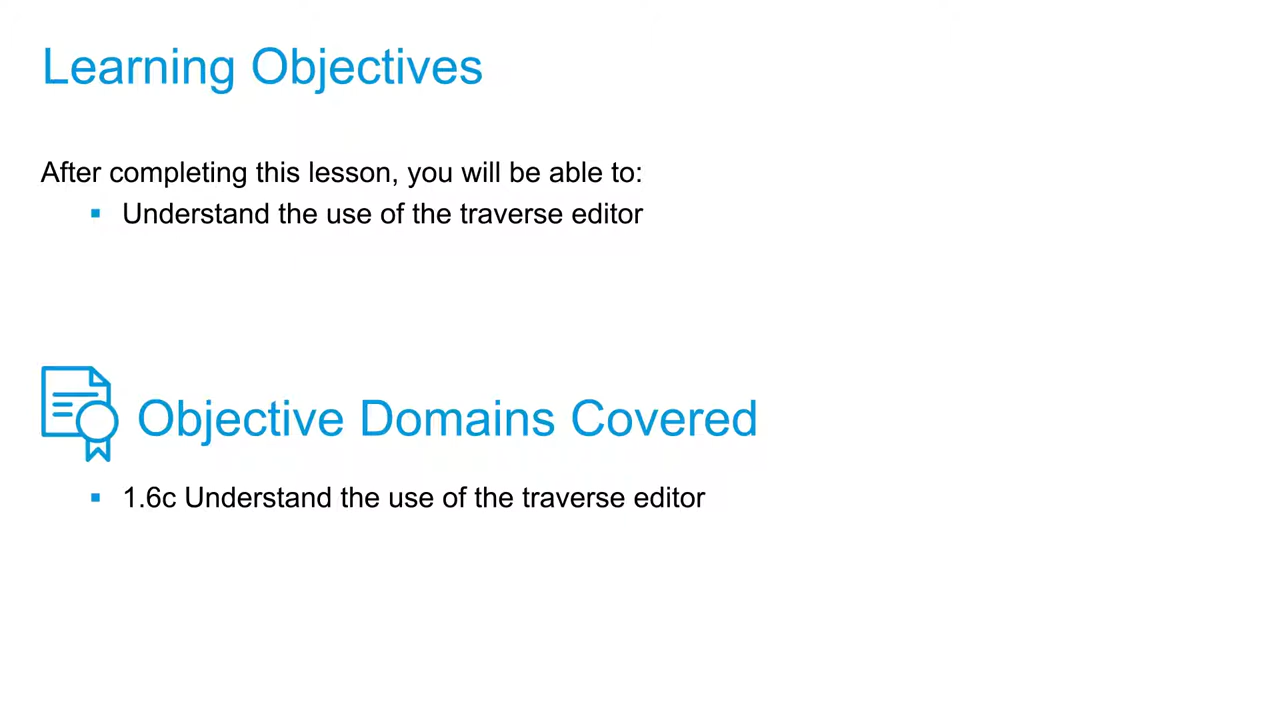 Learning Objectives
After completing this lesson, you will be able to:
▪ Understand the use of the traverse editor
Objective Domains Covered
▪ 1.6c Understand the use of the traverse editor